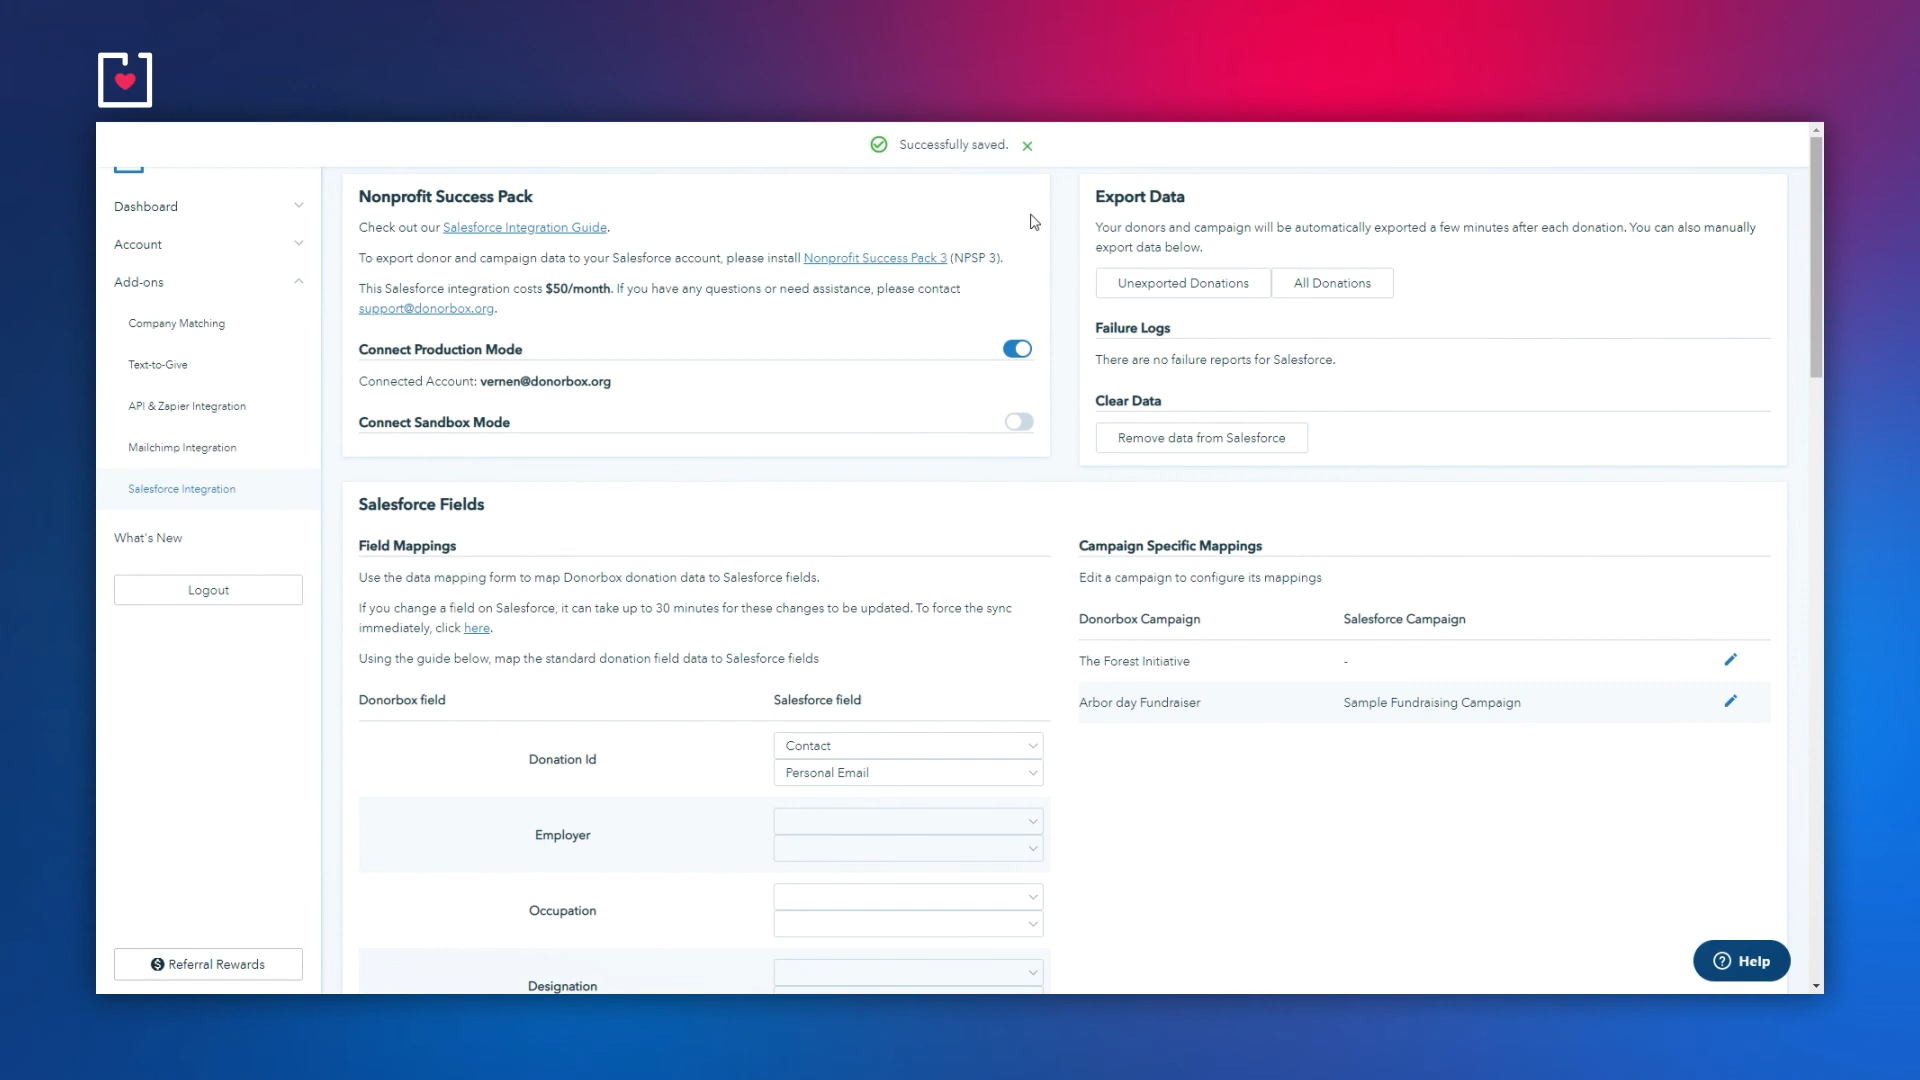 Successfully saved.
Dashboard
Account
Add-ons
Company Matching
Text-to-Give
API & Zapier Integration
Mailchimp Integration
Salesforce Integration
What's New
Logout
Referral Rewards
Nonprofit Success Pack
Check out our Salesforce Integration Guide.
To export donor and campaign data to your Salesforce account, please install Nonprofit Success Pack 3 (NPSP 3).
This Salesforce integration costs $50/month. If you have any questions or need assistance, please contact
support@donorbox.org.
Connect Production Mode
Connected Account: vernen@donorbox.org
Connect Sandbox Mode
Export Data
Your donors and campaign will be automatically exported a few minutes after each donation. You can also manually
export data below.
Unexported Donations
All Donations
Failure Logs
There are no failure reports for Salesforce.
Clear Data
Remove data from Salesforce
Salesforce Fields
Field Mappings
Use the data mapping form to map Donorbox donation data to Salesforce fields.
If you change a field on Salesforce, it can take up to 30 minutes for these changes to be updated. To force the sync
immediately, click here.
Using the guide below, map the standard donation field data to Salesforce fields
Donorbox field Salesforce field
Donation Id
Contact
Personal Email
Employer
Occupation
Designation
Campaign Specific Mappings
Edit a campaign to configure its mappings
Donorbox Campaign Salesforce Campaign
The Forest Initiative -
Arbor day Fundraiser Sample Fundraising Campaign
Help